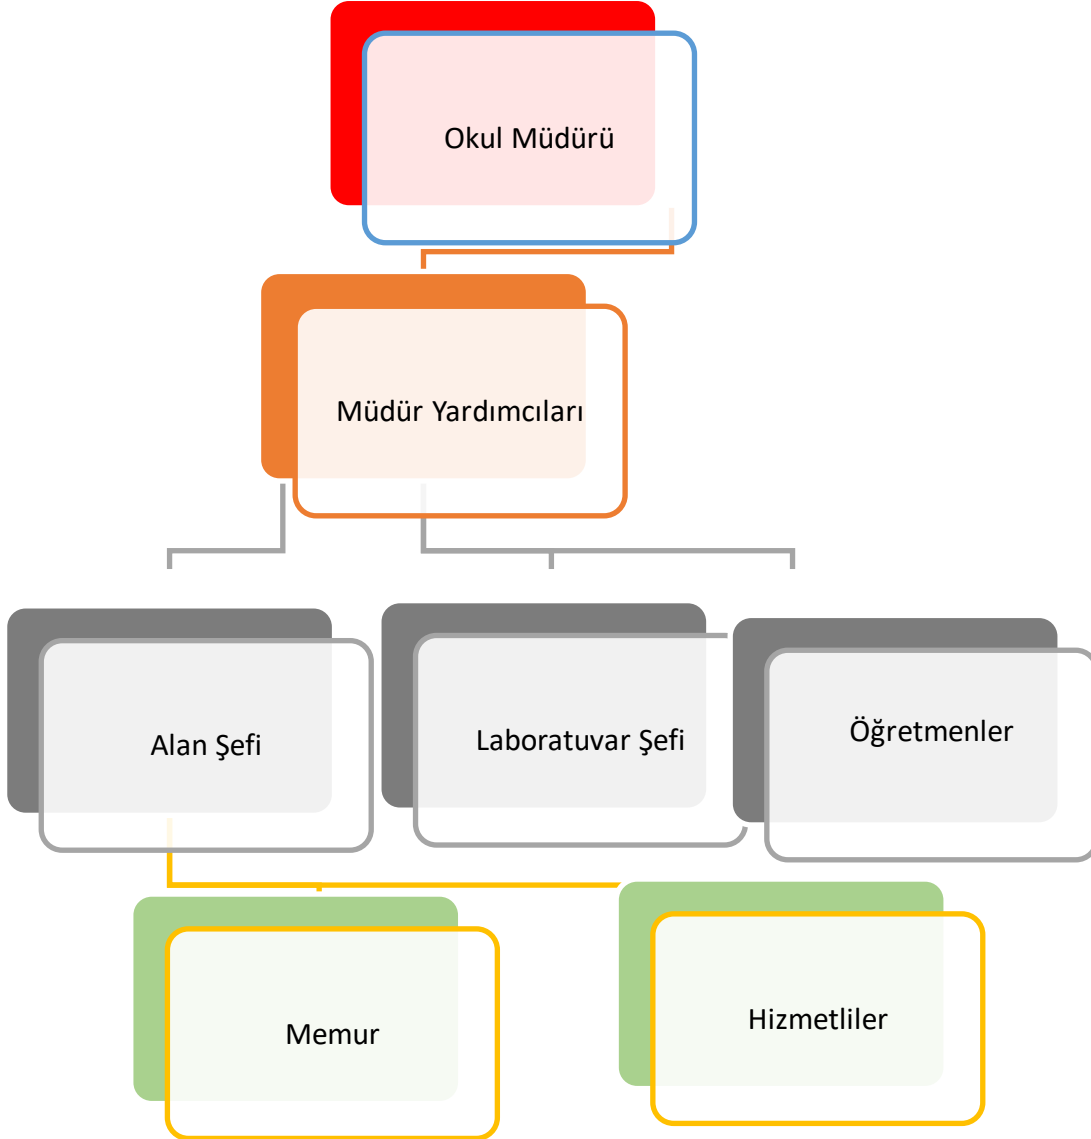 Okul Müdürü
Müdür Yardımcıları
Alan Şefi
Laboratuvar Şefi
Öğretmenler
Memur
Hizmetliler